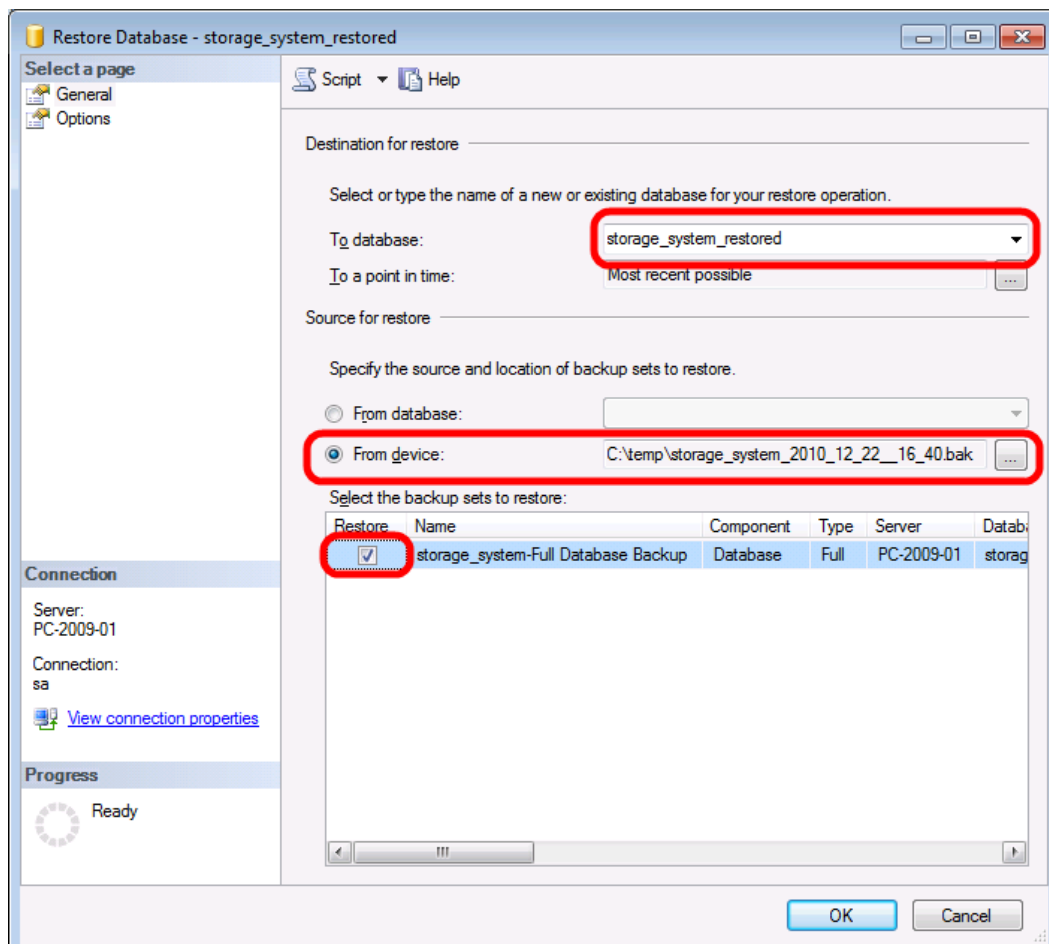 Restore Database - storage_system_restored
Select a page
General
Options
Script Help
Destination for restore
Select or type the name of a new or existing database for your restore operation.
To database: storage_system_restored
To a point in time: Most recent possible ...
Source for restore
Specify the source and location of backup sets to restore.
From database:
From device: C:\temp\storage_system_2010_12_22__16_40.bak ...
Select the backup sets to restore:
Restore Name Component Type Server Databa
storage_system-Full Database Backup Database Full PC-2009-01 storag
Connection
Server:
PC-2009-01
Connection:
sa
View connection properties
Progress
Ready
OK Cancel